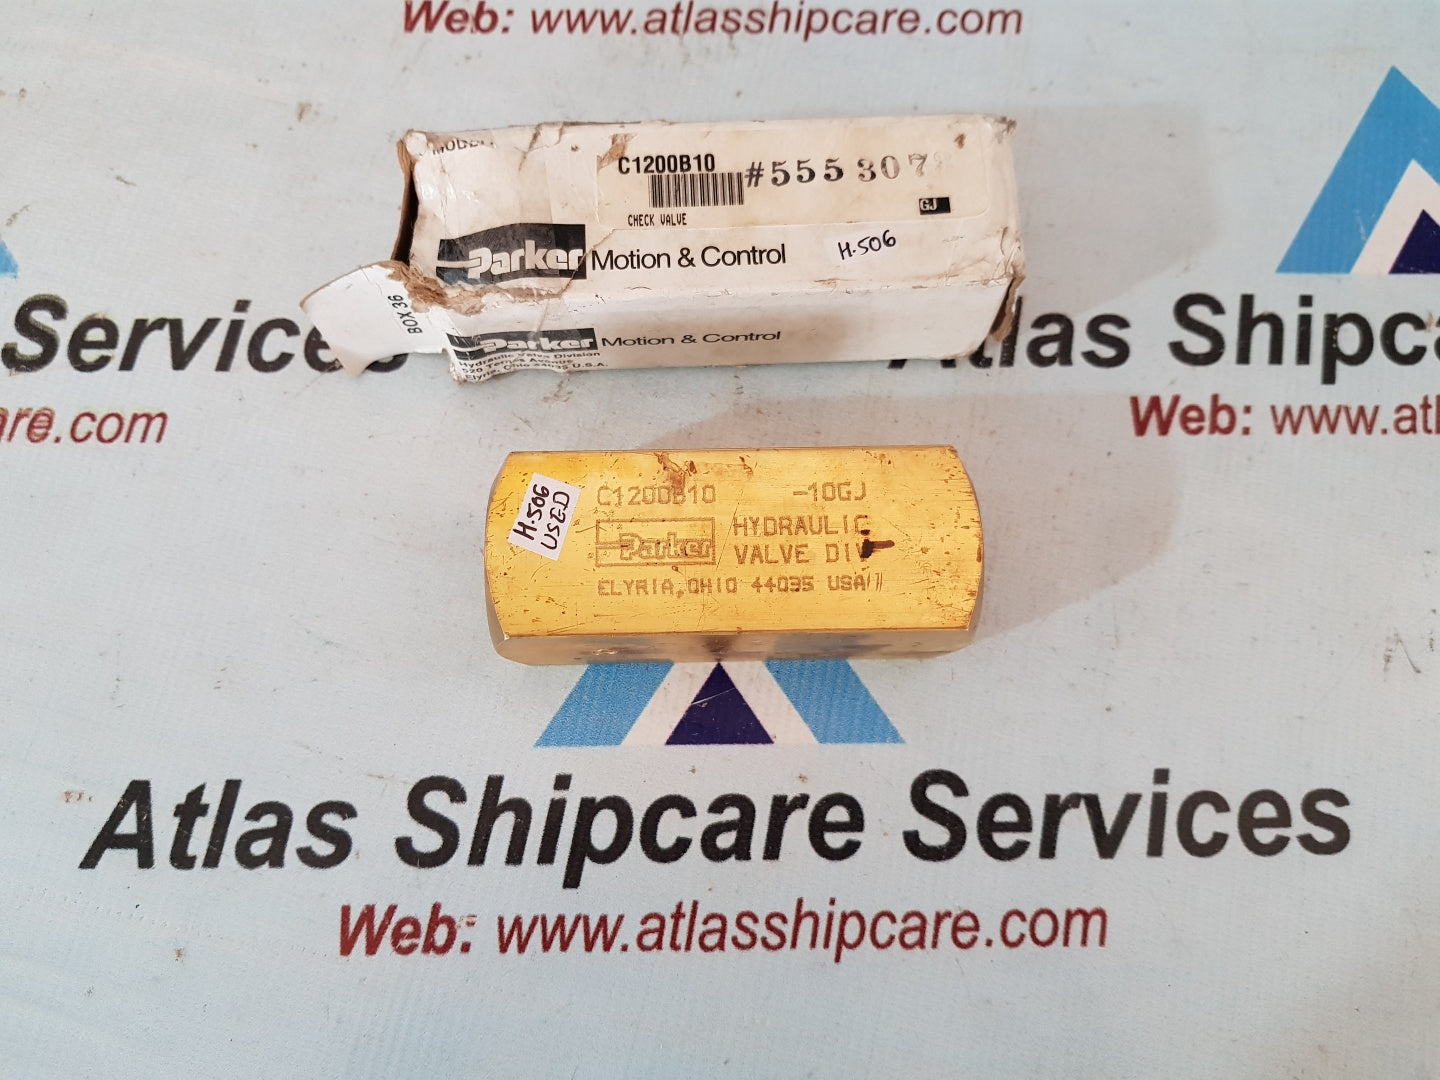 Web: www.atlasshipcare.com
C1200B10 #555307
GJ
CHECK VALVE
Parker Motion & Control H.506
BOX 36
Parker Motion & Control
Hydraulic Valve Division
Elyria, Ohio 44035 U.S.A.
Services
Atlas Shipc
are.com
Web: www.atl
H.506
USED
C1200B10 -10GJ
Parker HYDRAULIC
VALVE DIV
ELYRIA, OHIO 44035 USA
Atlas Shipcare Services
Web: www.atlasshipcare.com